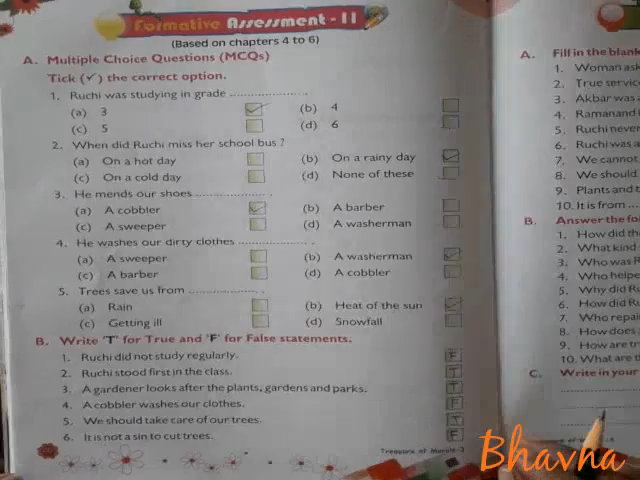 Formative Assessment - II
(Based on chapters 4 to 6)
A. Multiple Choice Questions (MCQs)
Tick (✓) the correct option.
1. Ruchi was studying in grade ....................
(a) 3 ✓ (b) 4
(c) 5 (d) 6
2. When did Ruchi miss her school bus ?
(a) On a hot day (b) On a rainy day ✓
(c) On a cold day (d) None of these
3. He mends our shoes ....................
(a) A cobbler ✓ (b) A barber
(c) A sweeper (d) A washerman
4. He washes our dirty clothes ....................
(a) A sweeper (b) A washerman ✓
(c) A barber (d) A cobbler
5. Trees save us from ....................
(a) Rain (b) Heat of the sun ✓
(c) Getting ill (d) Snowfall
B. Write 'T' for True and 'F' for False statements.
1. Ruchi did not study regularly. F
2. Ruchi stood first in the class. T
3. A gardener looks after the plants, gardens and parks. T
4. A cobbler washes our clothes. F
5. We should take care of our trees. T
6. It is not a sin to cut trees. F
Treasure of Morals-3
A. Fill in the blank
1. Woman ask
2. True servic
3. Akbar was
4. Ramanand
5. Ruchi never
6. Ruchi was a
7. We cannot
8. We should
9. Plants and t
10. It is from ...
B. Answer the fo
1. How did th
2. What kind
3. Who was R
4. Who helpe
5. Why did Ru
6. How did Ru
7. Who repai
8. How does
9. How are tr
10. What are th
C. Write in your
Bhavna